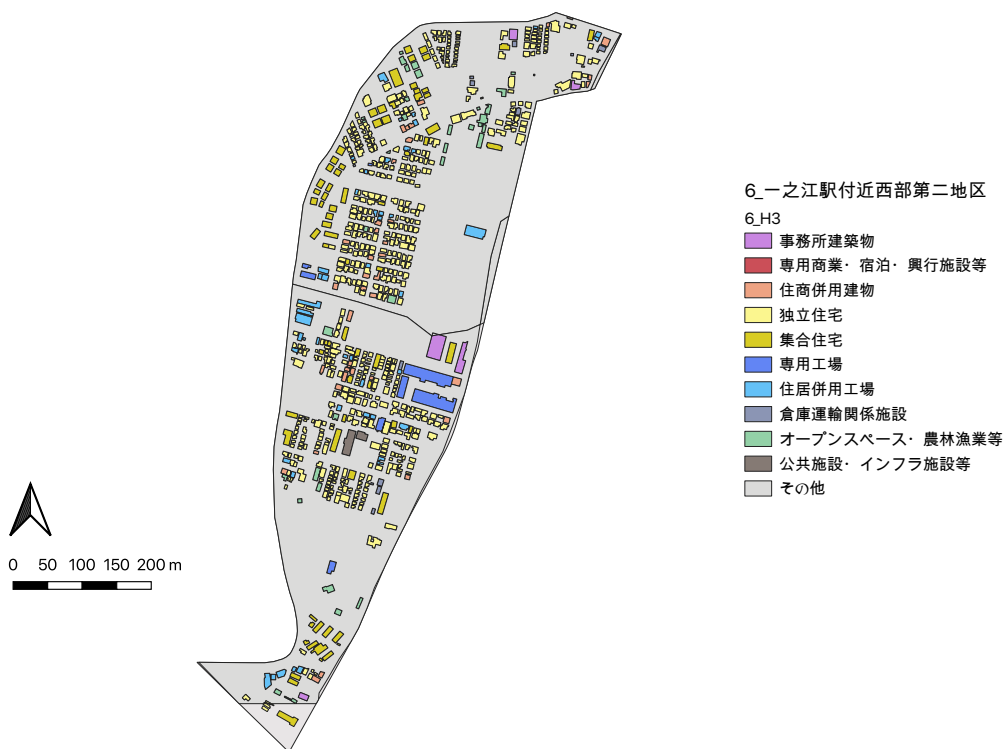 6_一之江駅付近西部第二地区
6_H3
事務所建築物
専用商業・宿泊・興行施設等
住商併用建物
独立住宅
集合住宅
専用工場
住居併用工場
倉庫運輸関係施設
オープンスペース・農林漁業等
公共施設・インフラ施設等
その他
0 50 100 150 200 m